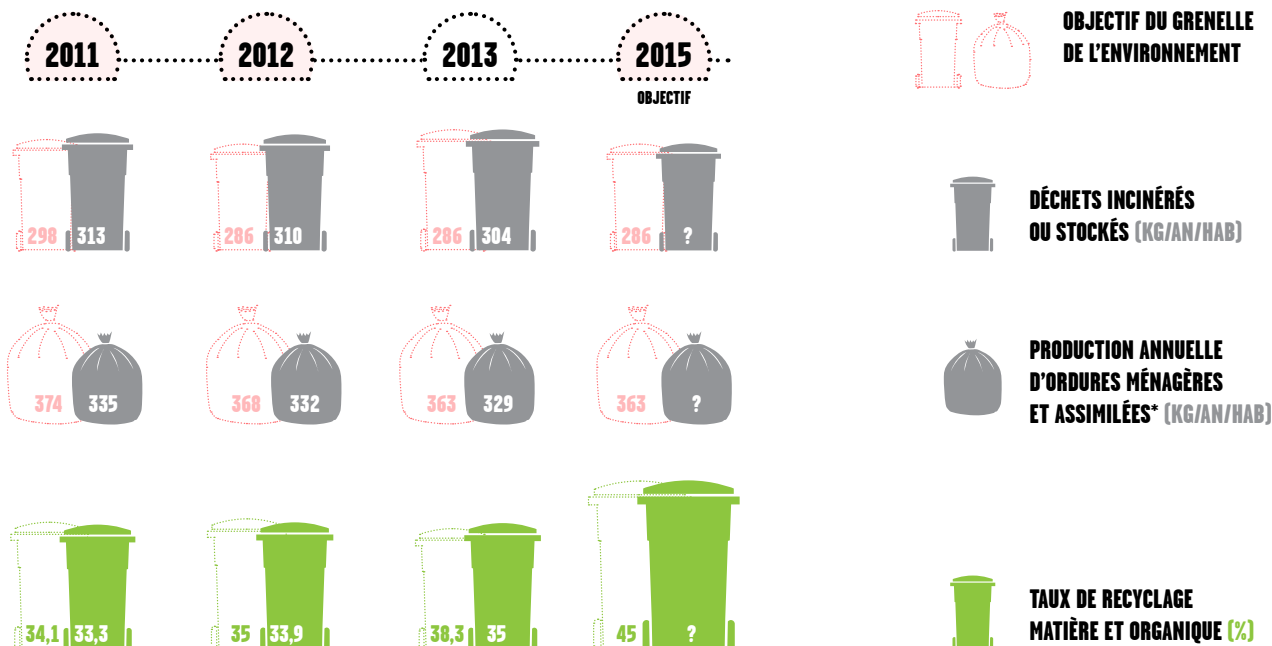 2011 2012 2013 2015
OBJECTIF
OBJECTIF DU GRENELLE
DE L'ENVIRONNEMENT
298 313 286 310 286 304 286 ?
DÉCHETS INCINÉRÉS
OU STOCKÉS (KG/AN/HAB)
374 335 368 332 363 329 363 ?
PRODUCTION ANNUELLE
D'ORDURES MÉNAGÈRES
ET ASSIMILÉES* (KG/AN/HAB)
34,1 33,3 35 33,9 38,3 35 45 ?
TAUX DE RECYCLAGE
MATIÈRE ET ORGANIQUE (%)